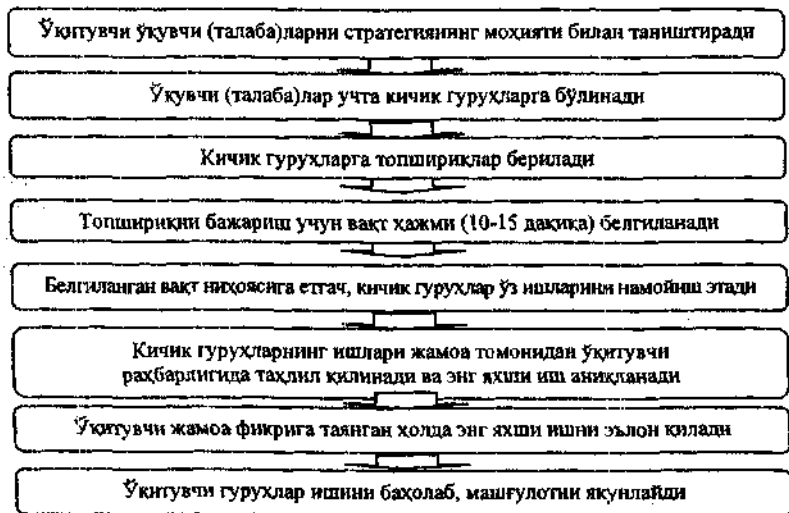 Ўқитувчи ўқувчи (талаба)ларни стратегиянинг моҳияти билан таништиради
Ўқувчи (талаба)лар учта кичик гуруҳларга бўлинади
Кичик гуруҳларга топшириқлар берилади
Топшириқни бажариш учун вақт ҳажми (10-15 дақиқа) белгиланади
Белгиланган вақт ниҳоясига етгач, кичик гуруҳлар ўз ишларини намойиш этади
Кичик гуруҳларнинг ишлари жамоа томонидан ўқитувчи
раҳбарлигида таҳлил қилинади ва энг яхши иш аниқланади
Ўқитувчи жамоа фикрига таянган ҳолда энг яхши ишни эълон қилади
Ўқитувчи гуруҳлар ишини баҳолаб, машғулотни якунлайди